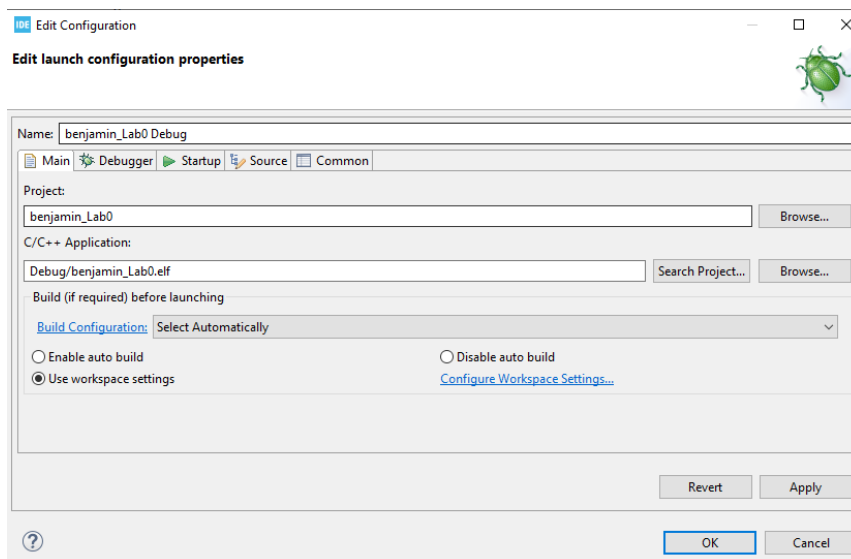 IDE Edit Configuration
Edit launch configuration properties
Name: benjamin_Lab0 Debug
Main Debugger Startup Source Common
Project:
benjamin_Lab0 Browse...
C/C++ Application:
Debug/benjamin_Lab0.elf Search Project... Browse...
Build (if required) before launching
Build Configuration: Select Automatically
Enable auto build Disable auto build
Use workspace settings Configure Workspace Settings...
Revert Apply
? OK Cancel